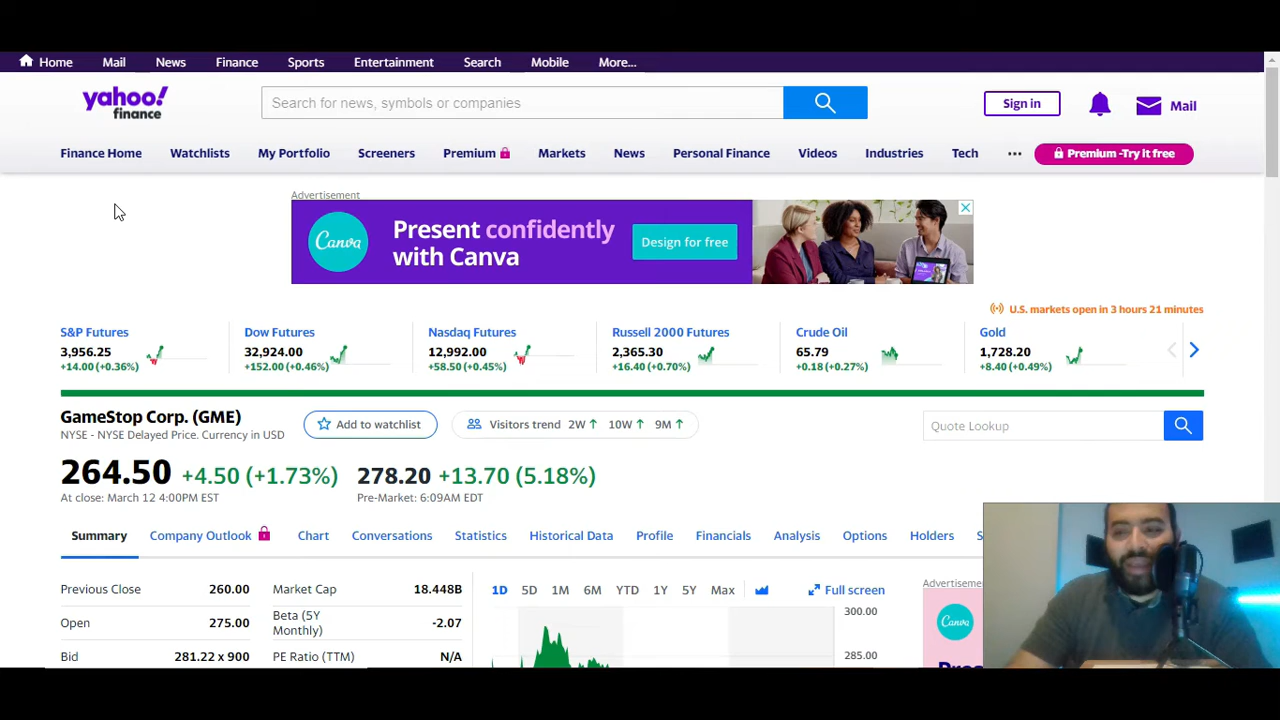 Home Mail News Finance Sports Entertainment Search Mobile More...
yahoo!
finance
Search for news, symbols or companies
Sign in
Mail
Finance Home Watchlists My Portfolio Screeners Premium Markets News Personal Finance Videos Industries Tech ... Premium -Try it free
Advertisement
Canva
Present confidently
with Canva
Design for free
U.S. markets open in 3 hours 21 minutes
S&P Futures
3,956.25
+14.00 (+0.36%)
Dow Futures
32,924.00
+152.00 (+0.46%)
Nasdaq Futures
12,992.00
+58.50 (+0.45%)
Russell 2000 Futures
2,365.30
+16.40 (+0.70%)
Crude Oil
65.79
+0.18 (+0.27%)
Gold
1,728.20
+8.40 (+0.49%)
GameStop Corp. (GME)
NYSE - NYSE Delayed Price. Currency in USD
Add to watchlist
Visitors trend 2W 10W 9M
Quote Lookup
264.50 +4.50 (+1.73%)
At close: March 12 4:00PM EST
278.20 +13.70 (5.18%)
Pre-Market: 6:09AM EDT
Summary Company Outlook Chart Conversations Statistics Historical Data Profile Financials Analysis Options Holders
Previous Close 260.00
Open 275.00
Bid 281.22 x 900
Market Cap 18.448B
Beta (5Y
Monthly) -2.07
PE Ratio (TTM) N/A
1D 5D 1M 6M YTD 1Y 5Y Max Full screen
300.00
285.00
Advertiseme
Canva